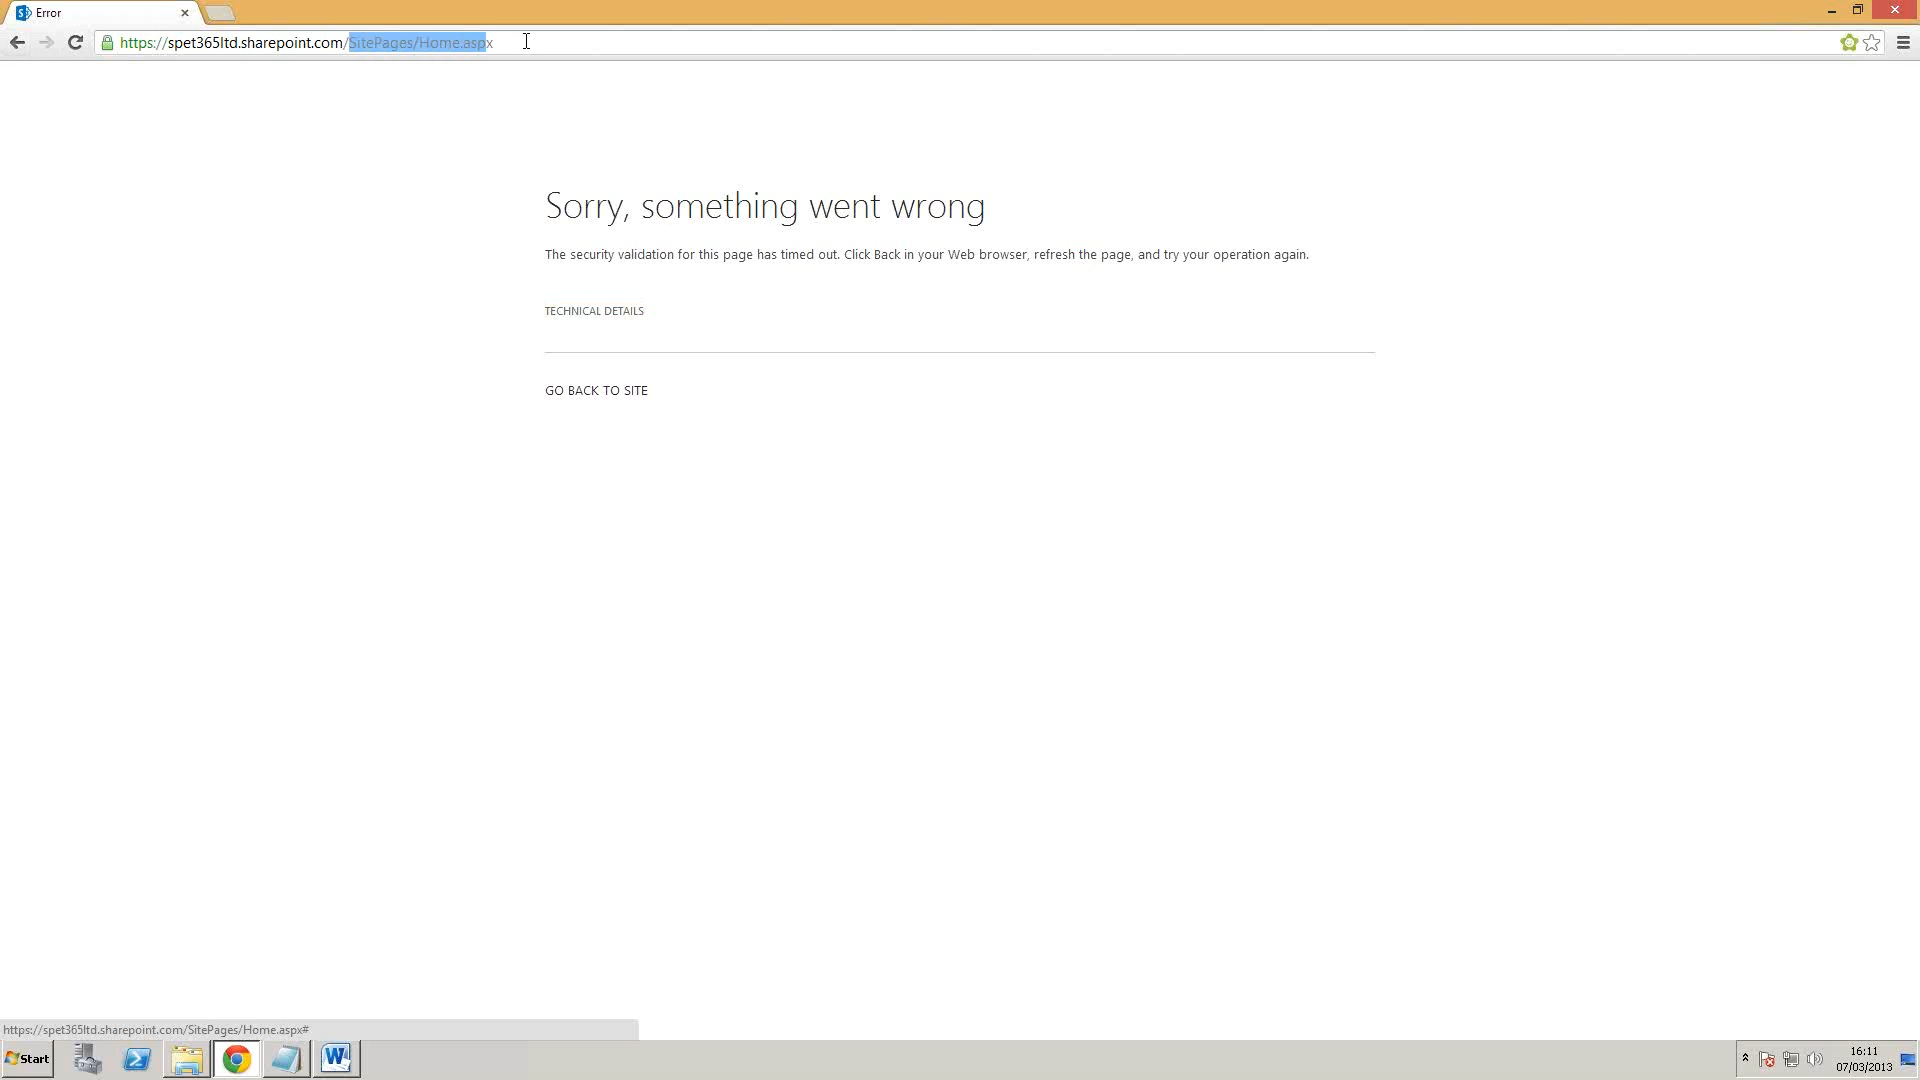 Error
https://spet365ltd.sharepoint.com/SitePages/Home.aspx
Sorry, something went wrong
The security validation for this page has timed out. Click Back in your Web browser, refresh the page, and try your operation again.
TECHNICAL DETAILS
GO BACK TO SITE
https://spet365ltd.sharepoint.com/SitePages/Home.aspx#
Start
16:11
07/03/2013